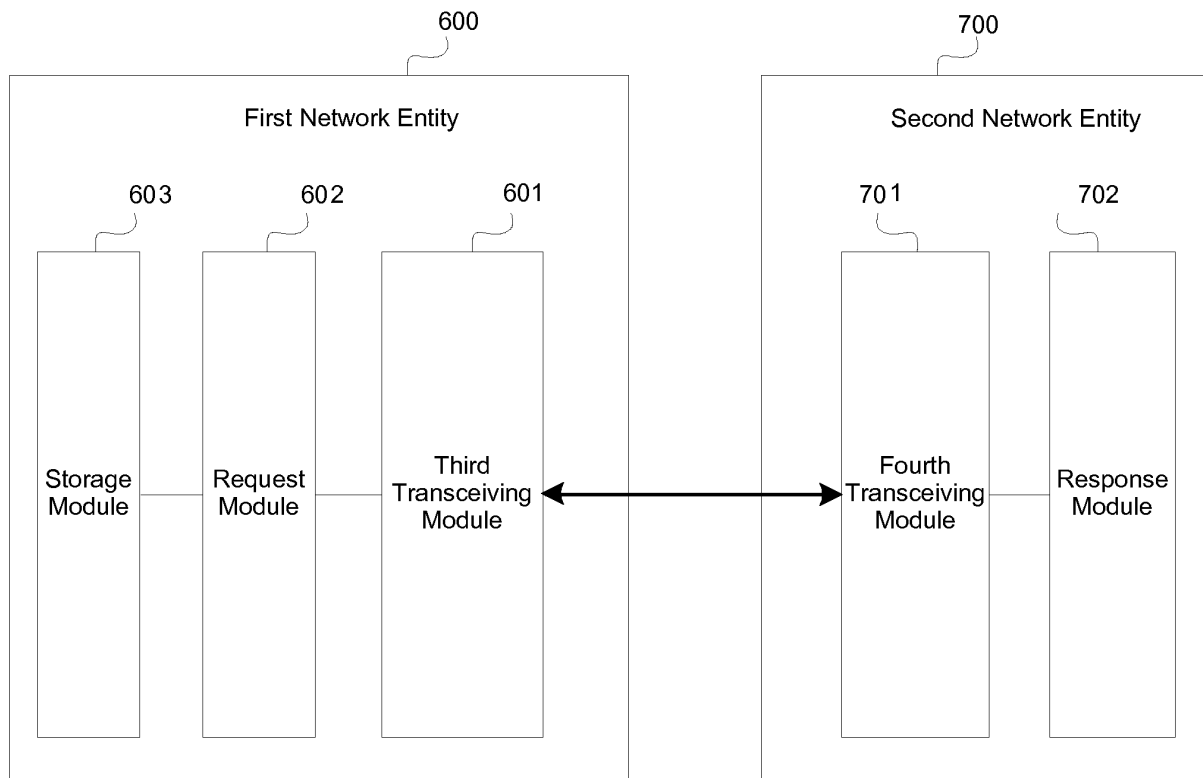 600
700
First Network Entity
Second Network Entity
603
602
601
701
702
Storage
Module
Request
Module
Third
Transceiving
Module
Fourth
Transceiving
Module
Response
Module